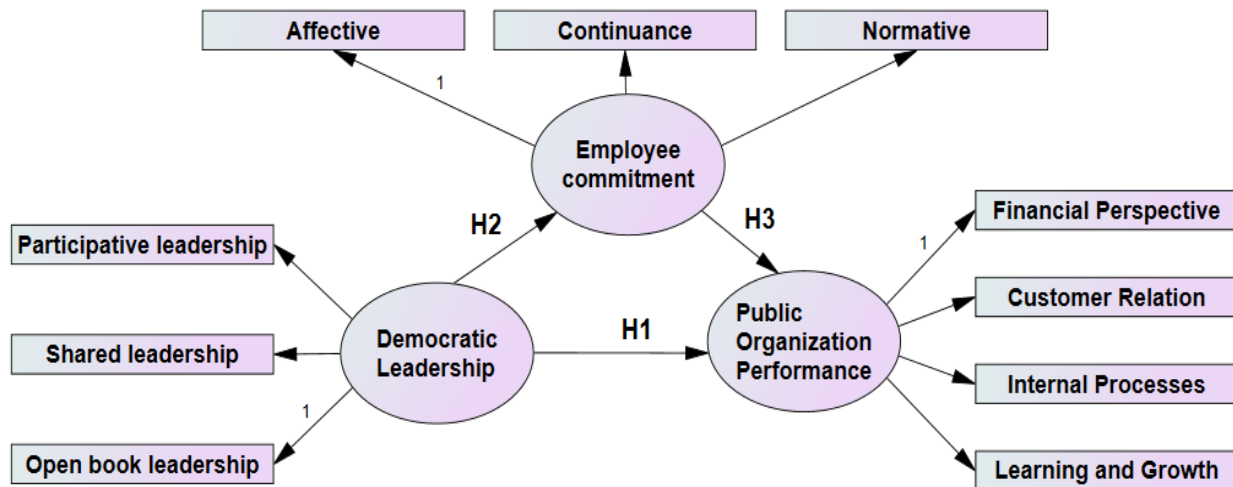 Affective
Continuance
Normative
1
Employee
commitment
H2
H3
Participative leadership
Shared leadership
1
Open book leadership
Democratic
Leadership
H1
Public
Organization
Performance
1
Financial Perspective
Customer Relation
Internal Processes
Learning and Growth